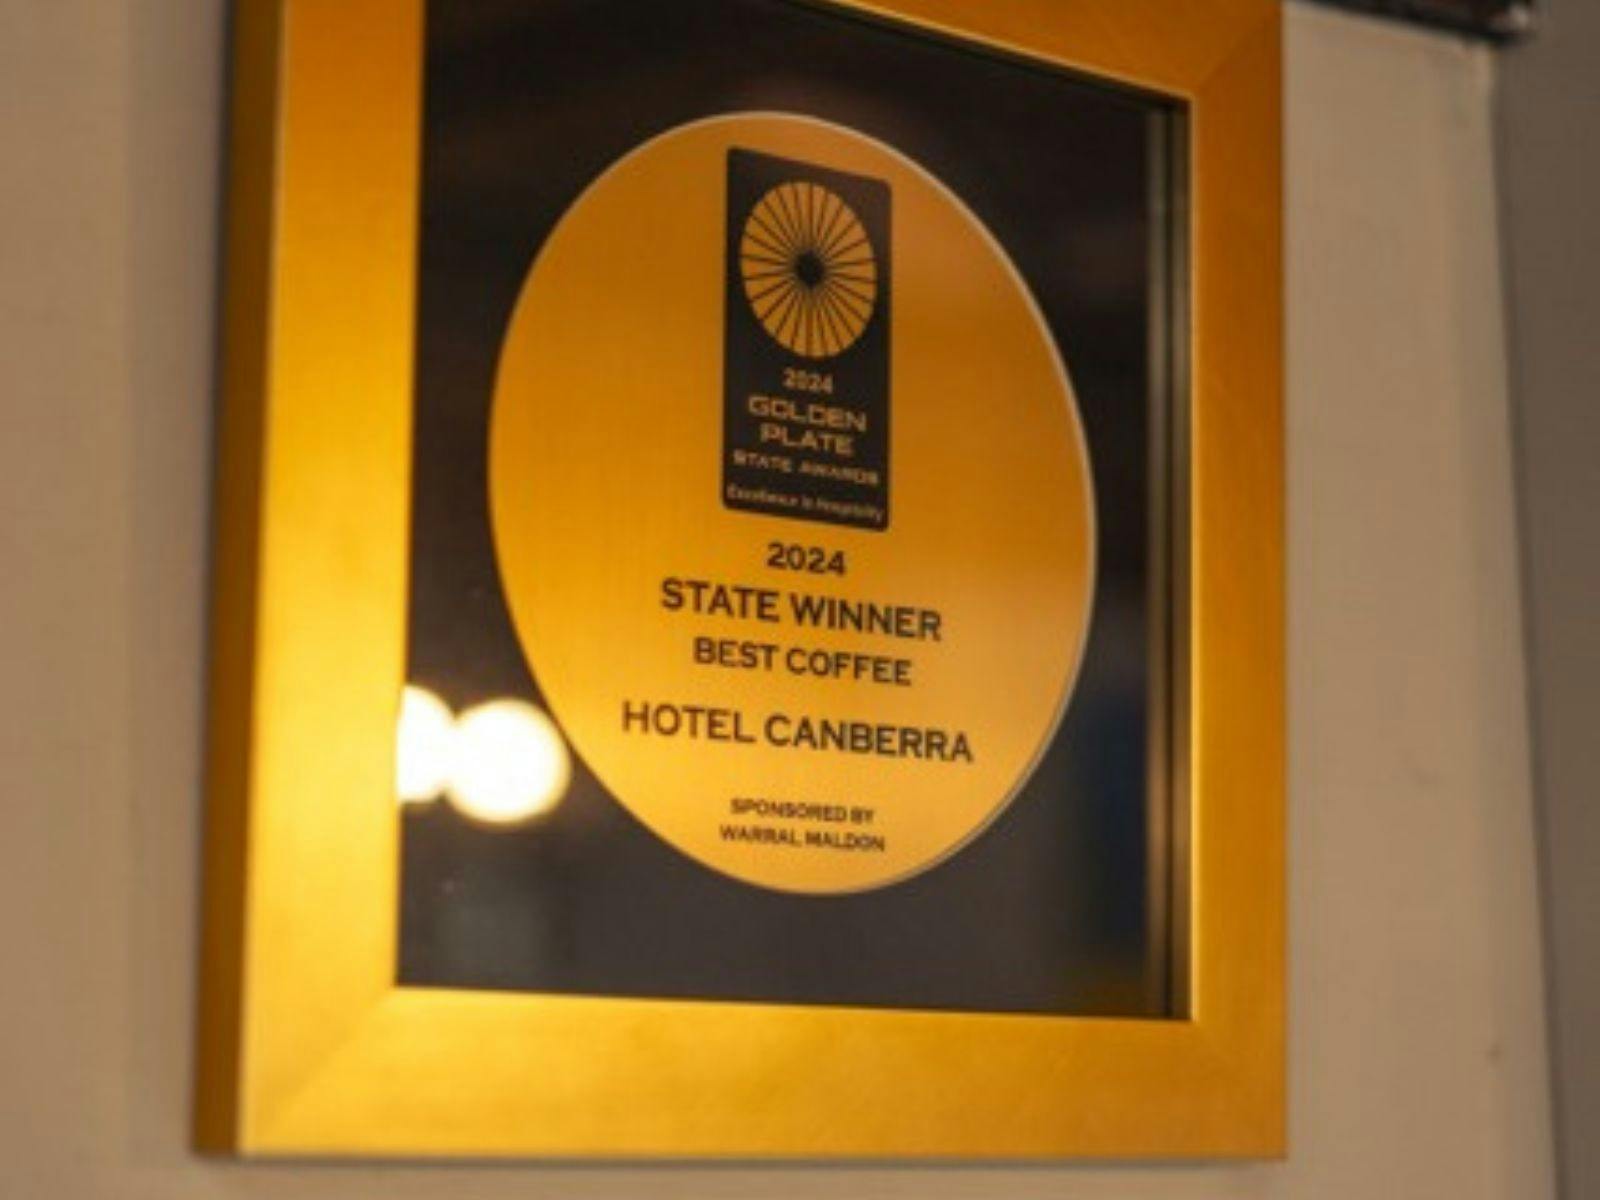 2024
GOLDEN
PLATE
STATE AWARDS
Excellence in Hospitality
2024
STATE WINNER
BEST COFFEE
HOTEL CANBERRA
SPONSORED BY
WARRAL MALDON